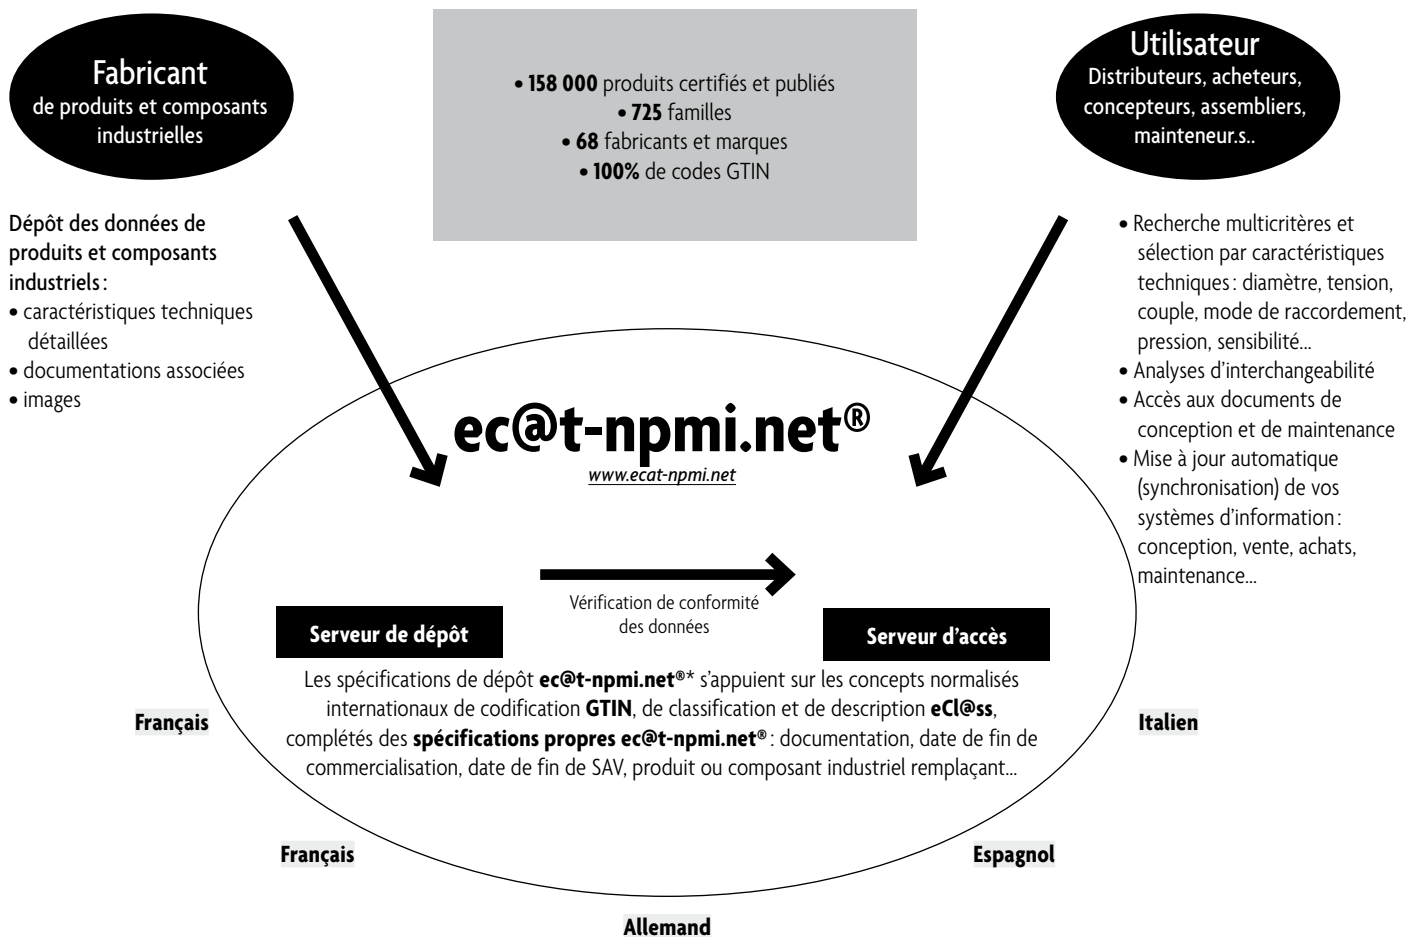 Fabricant
de produits et composants
industrielles
• 158 000 produits certifiés et publiés
• 725 familles
• 68 fabricants et marques
• 100% de codes GTIN
Utilisateur
Distributeurs, acheteurs,
concepteurs, assembliers,
mainteneur.s..
Dépôt des données de
produits et composants
industriels :
• caractéristiques techniques
détaillées
• documentations associées
• images
• Recherche multicritères et
sélection par caractéristiques
techniques : diamètre, tension,
couple, mode de raccordement,
pression, sensibilité...
• Analyses d’interchangeabilité
• Accès aux documents de
conception et de maintenance
• Mise à jour automatique
(synchronisation) de vos
systèmes d’information :
conception, vente, achats,
maintenance...
ec@t-npmi.net®
www.ecat-npmi.net
Vérification de conformité
des données
Serveur de dépôt
Serveur d’accès
Les spécifications de dépôt ec@t-npmi.net®* s’appuient sur les concepts normalisés
internationaux de codification GTIN, de classification et de description eCl@ss,
complétés des spécifications propres ec@t-npmi.net® : documentation, date de fin de
commercialisation, date de fin de SAV, produit ou composant industriel remplaçant...
Français
Italien
Français
Espagnol
Allemand